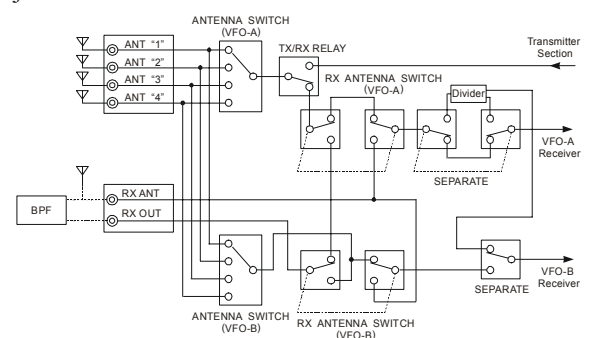 ANTENNA SWITCH
(VFO-A)
ANT “1”
ANT “2”
ANT “3”
ANT “4”
TX/RX RELAY
Transmitter
Section
RX ANTENNA SWITCH
(VFO-A)
Divider
VFO-A
Receiver
SEPARATE
RX ANT
BPF
RX OUT
SEPARATE
VFO-B
Receiver
ANTENNA SWITCH
(VFO-B)
RX ANTENNA SWITCH
(VFO-B)